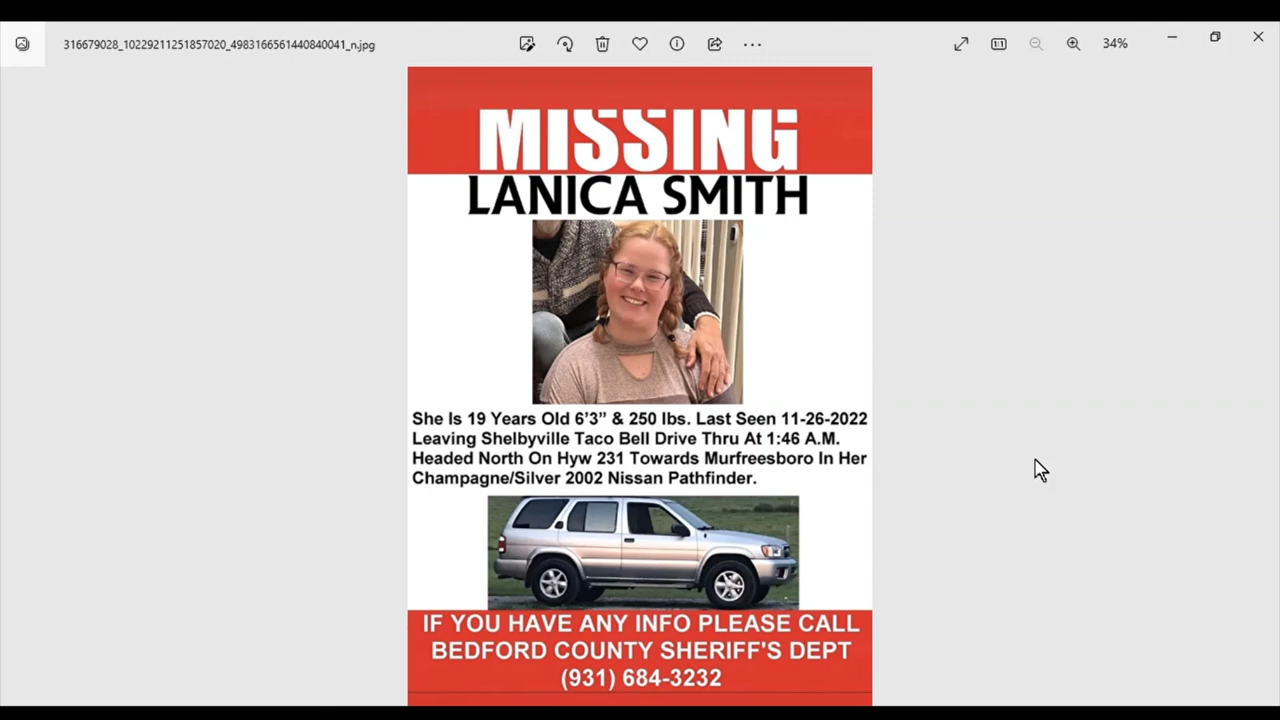 316679028_10229211251857020_4983166561440840041_n.jpg
34%
MISSING
LANICA SMITH
She Is 19 Years Old 6’3” & 250 lbs. Last Seen 11-26-2022
Leaving Shelbyville Taco Bell Drive Thru At 1:46 A.M.
Headed North On Hyw 231 Towards Murfreesboro In Her
Champagne/Silver 2002 Nissan Pathfinder.
IF YOU HAVE ANY INFO PLEASE CALL
BEDFORD COUNTY SHERIFF'S DEPT
(931) 684-3232